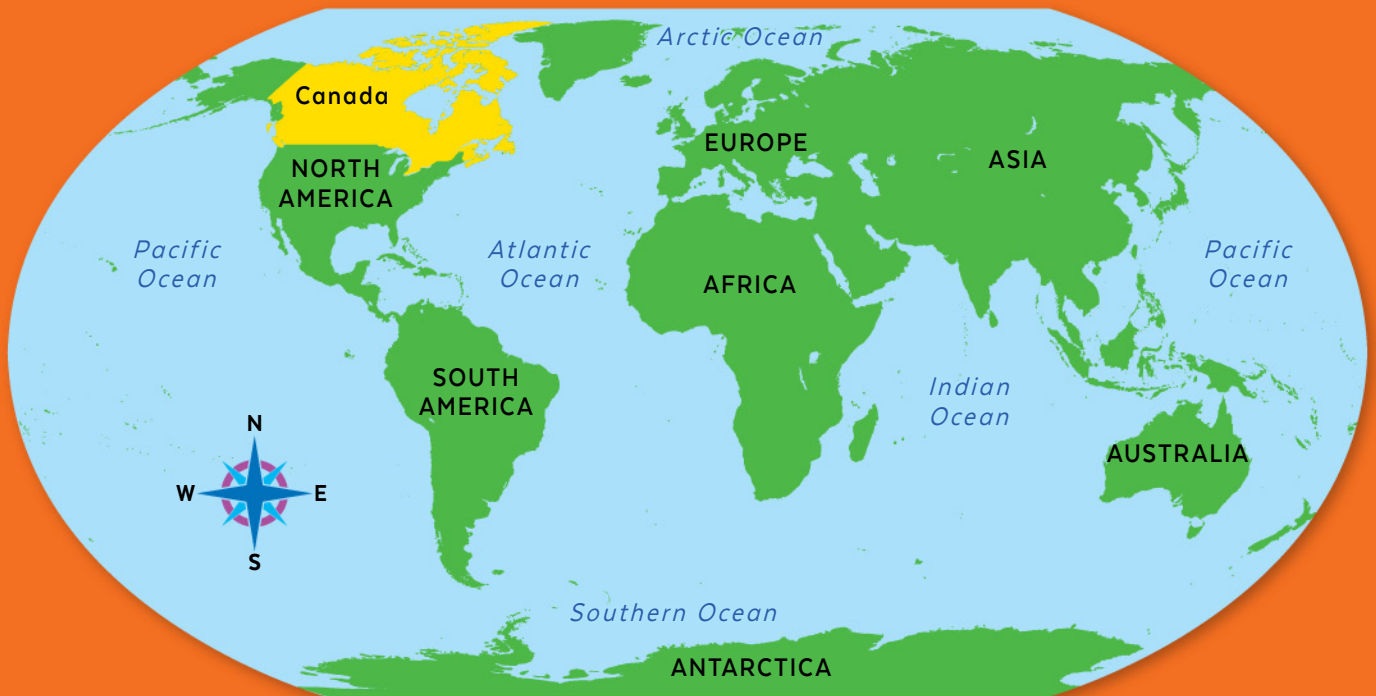 Arctic Ocean
Canada
EUROPE
ASIA
NORTH
AMERICA
Pacific
Ocean
Atlantic
Ocean
Pacific
Ocean
AFRICA
SOUTH
AMERICA
Indian
Ocean
AUSTRALIA
N
W
E
S
Southern Ocean
ANTARCTICA